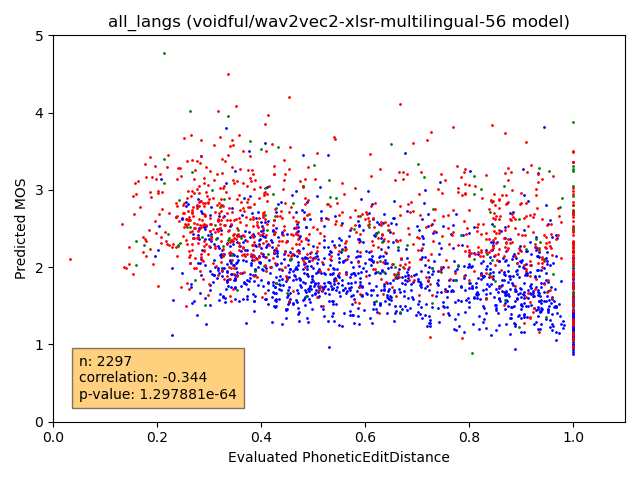 all_langs (voidful/wav2vec2-xlsr-multilingual-56 model)
5
4
3
2
1
0
Predicted MOS
n: 2297
correlation: -0.344
p-value: 1.297881e-64
0.0 0.2 0.4 0.6 0.8 1.0
Evaluated PhoneticEditDistance